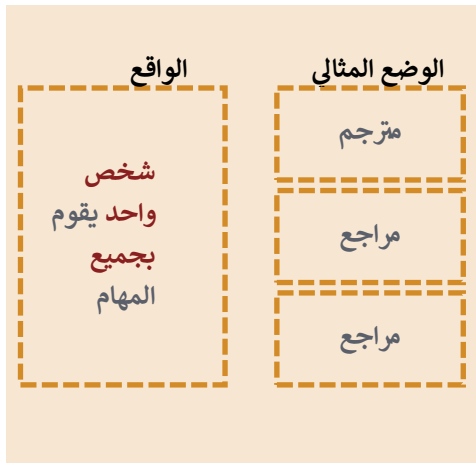 الوضع المثالي
مترجم
مراجع
مراجع
الواقع
شخص
واحد يقوم
بجميع
المهام